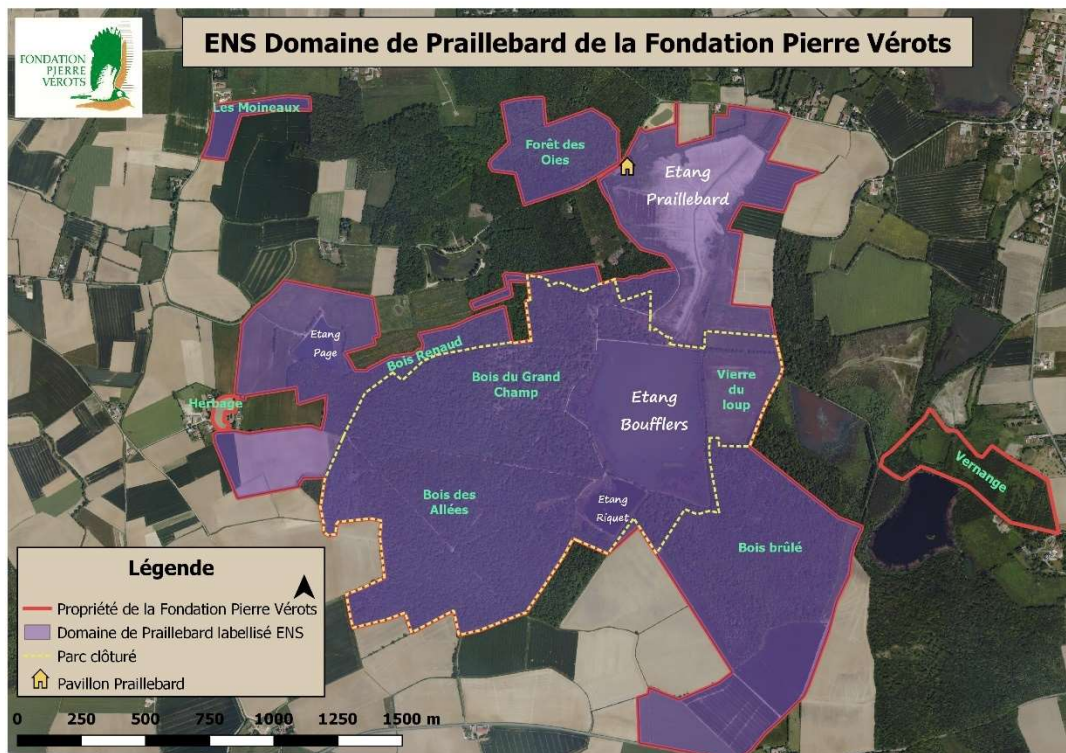 FONDATION
PIERRE
VÉROTS
ENS Domaine de Praillebard de la Fondation Pierre Vérots
Les Moineaux
Forêt des
Oies
Etang
Praillebard
Etang
Page
Bois Renaud
Herbage
Bois du Grand
Champ
Etang
Boufflers
Vierre
du
loup
Vernange
Bois des
Allées
Etang
Riquet
Bois brûlé
Légende
Propriété de la Fondation Pierre Vérots
Domaine de Praillebard labellisé ENS
Parc clôturé
Pavillon Praillebard
0 250 500 750 1000 1250 1500 m